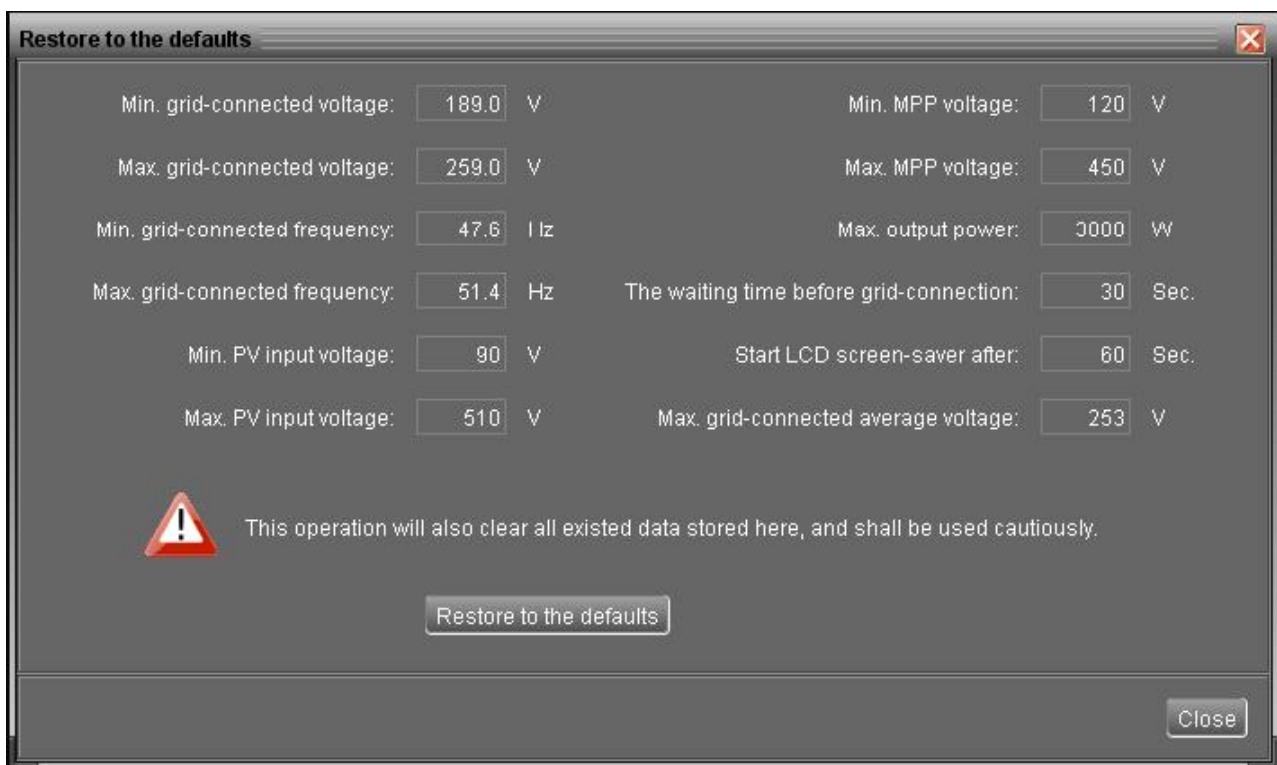 Restore to the defaults
Min. grid-connected voltage: 189.0 V
Min. MPP voltage: 120 V
Max. grid-connected voltage: 259.0 V
Max. MPP voltage: 450 V
Min. grid-connected frequency: 47.6 Hz
Max. output power: W
Max. grid-connected frequency: 51.4 Hz
The waiting time before grid-connection: 30 Sec.
Min. PV input voltage: 90 V
Start LCD screen-saver after: 60 Sec.
Max. PV input voltage: 510 V
Max. grid-connected average voltage: 253 V
This operation will also clear all existed data stored here, and shall be used cautiously.
Restore to the defaults
Close